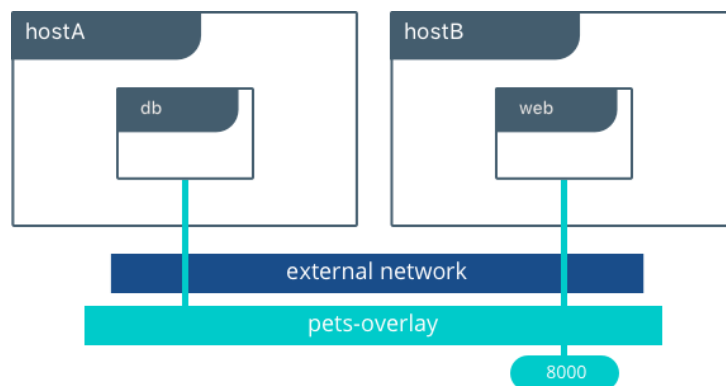 hostA
hostB
db
web
external network
pets-overlay
8000